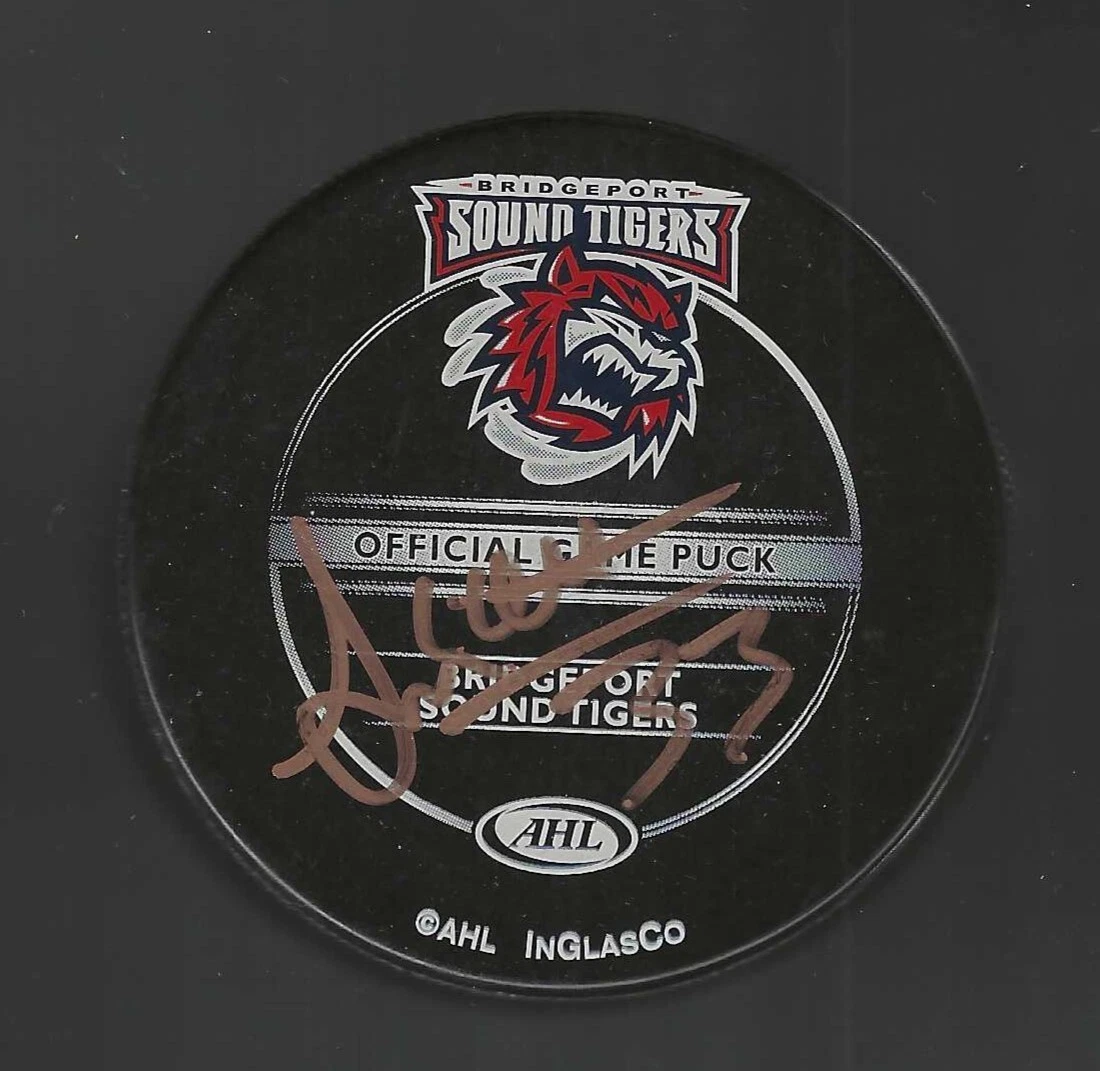 BRIDGEPORT
SOUND TIGERS
OFFICIAL GAME PUCK
BRIDGEPORT
SOUND TIGERS
AHL
©AHL INGLASCO